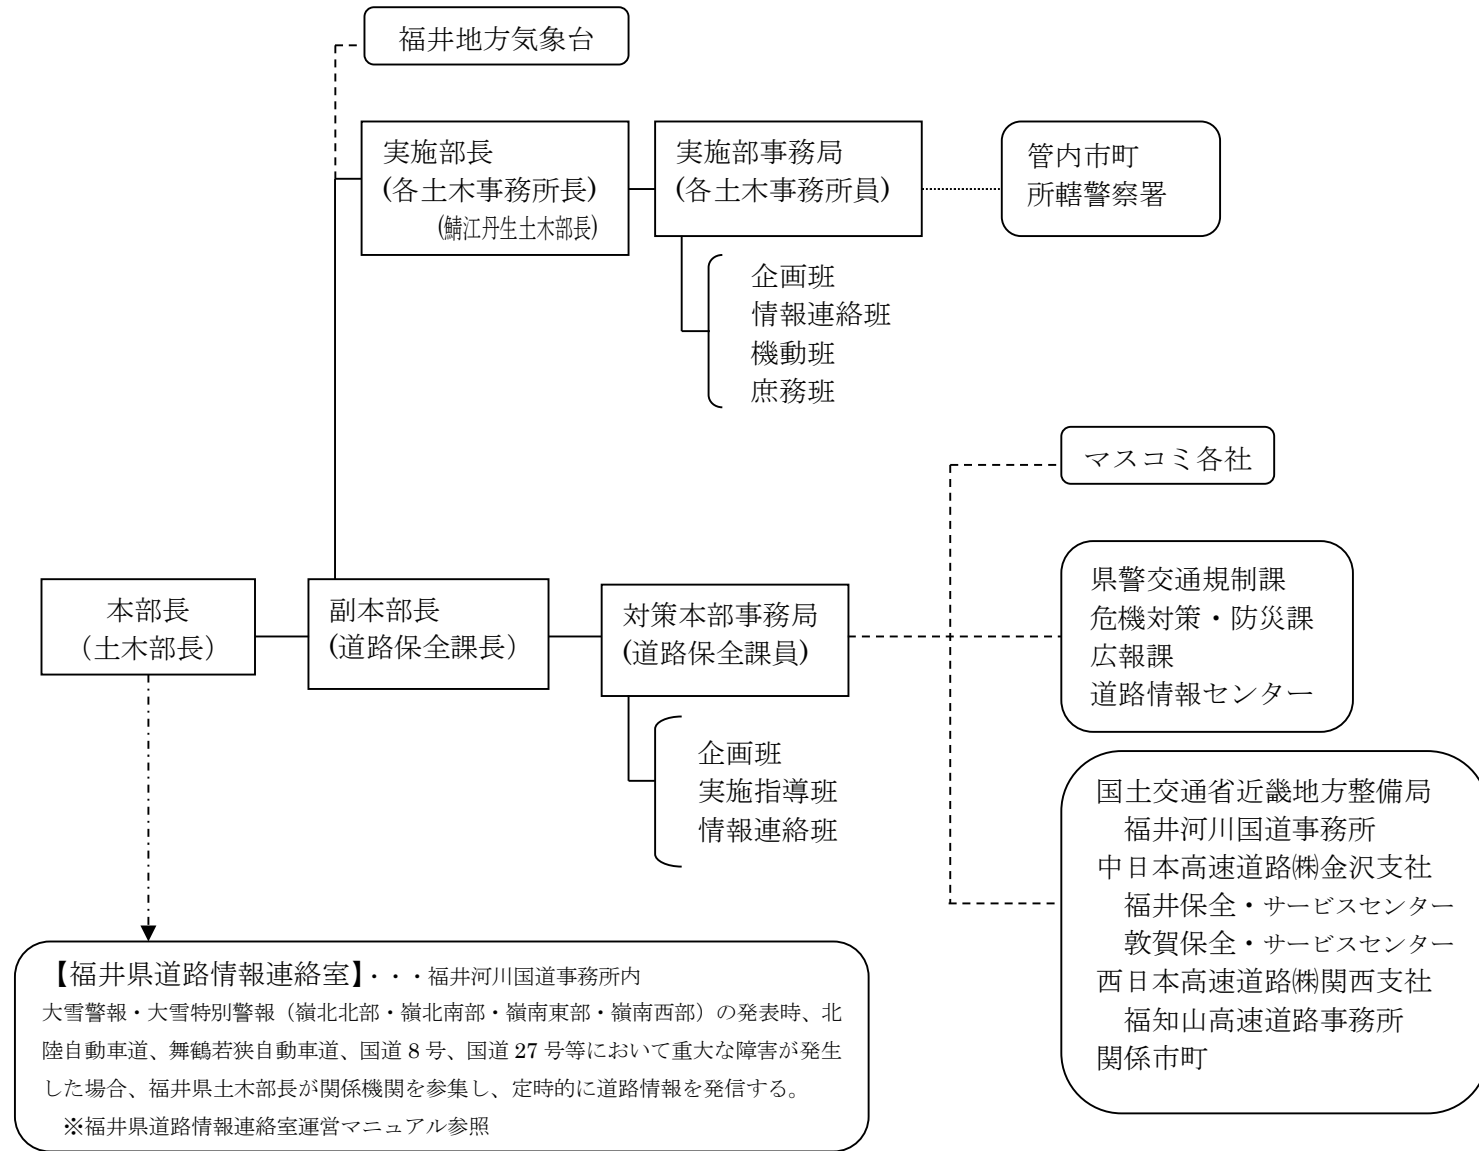 福井地方気象台
実施部長
(各土木事務所長)
(鯖江丹生土木部長)
実施部事務局
(各土木事務所員)
管内市町
所轄警察署
企画班
情報連絡班
機動班
庶務班
マスコミ各社
本部長
（土木部長）
副本部長
(道路保全課長）
対策本部事務局
(道路保全課員)
県警交通規制課
危機対策・防災課
広報課
道路情報センター
企画班
実施指導班
情報連絡班
国土交通省近畿地方整備局
福井河川国道事務所
中日本高速道路㈱金沢支社
福井保全・サービスセンター
敦賀保全・サービスセンター
西日本高速道路㈱関西支社
福知山高速道路事務所
関係市町
【福井県道路情報連絡室】・・・福井河川国道事務所内
大雪警報・大雪特別警報（嶺北北部・嶺北南部・嶺南東部・嶺南西部）の発表時、北
陸自動車道、舞鶴若狭自動車道、国道 8 号、国道 27 号等において重大な障害が発生
した場合、福井県土木部長が関係機関を参集し、定時的に道路情報を発信する。
※福井県道路情報連絡室運営マニュアル参照